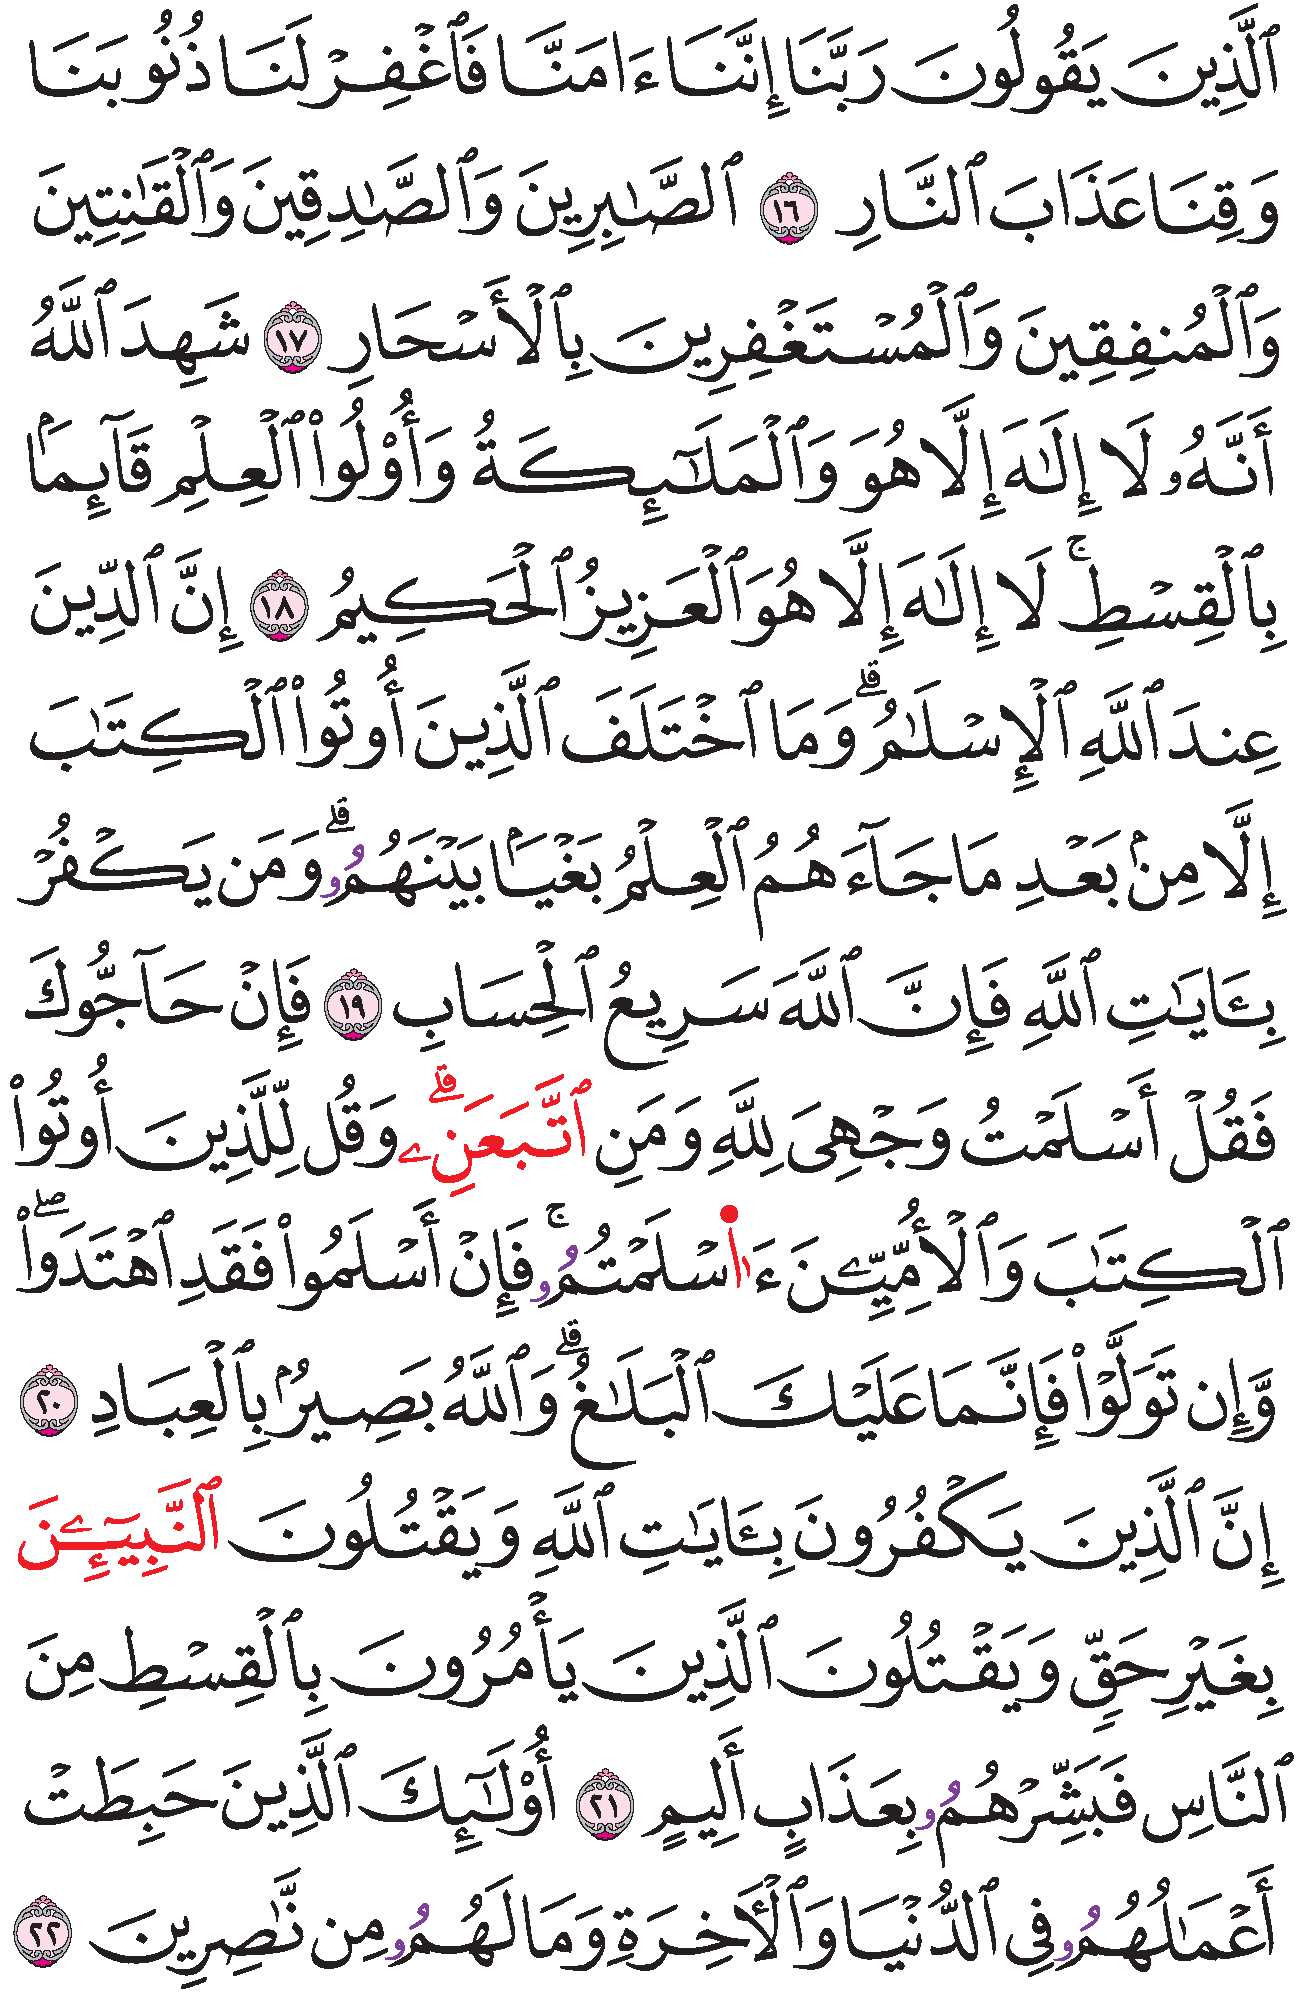 ٱلَّذِينَ يَقُولُونَ رَبَّنَا إِنَّنَا ءَامَنَّا فَٱغْفِرْ لَنَا ذُنُوبَنَا
وَقِنَا عَذَابَ ٱلنَّارِ ١٦ ٱلصَّـٰبِرِينَ وَٱلصَّـٰدِقِينَ وَٱلْقَـٰنِتِينَ
وَٱلْمُنفِقِينَ وَٱلْمُسْتَغْفِرِينَ بِٱلْأَسْحَارِ ١٧ شَهِدَ ٱللَّهُ
أَنَّهُۥ لَا إِلَـٰهَ إِلَّا هُوَ وَٱلْمَلَـٰٓئِكَةُ وَأُوْلُواْ ٱلْعِلْمِ قَآئِمَۢا
بِٱلْقِسْطِۚ لَا إِلَـٰهَ إِلَّا هُوَ ٱلْعَزِيزُ ٱلْحَكِيمُ ١٨ إِنَّ ٱلدِّينَ
عِندَ ٱللَّهِ ٱلْإِسْلَـٰمُۗ وَمَا ٱخْتَلَفَ ٱلَّذِينَ أُوتُواْ ٱلْكِتَـٰبَ
إِلَّا مِنۢ بَعْدِ مَا جَآءَهُمُ ٱلْعِلْمُ بَغْيَۢا بَيْنَهُمُۥۗ وَمَن يَكْفُرْ
بِـَٔايَـٰتِ ٱللَّهِ فَإِنَّ ٱللَّهَ سَرِيعُ ٱلْحِسَابِ ١٩ فَإِنْ حَآجُّوكَ
فَقُلْ أَسْلَمْتُ وَجْهِىَ لِلَّهِ وَمَنِ ٱتَّبَعَنِۦۗ وَقُل لِّلَّذِينَ أُوتُواْ
ٱلْكِتَـٰبَ وَٱلْأُمِّيِّـۧنَ ءَا۬سْلَمْتُمُۥۚ فَإِنْ أَسْلَمُواْ فَقَدِ ٱهْتَدَواْۖ
وَّإِن تَوَلَّوْاْ فَإِنَّمَا عَلَيْكَ ٱلْبَلَـٰغُۗ وَٱللَّهُ بَصِيرُۢ بِٱلْعِبَادِ ٢٠
إِنَّ ٱلَّذِينَ يَكْفُرُونَ بِـَٔايَـٰتِ ٱللَّهِ وَيَقْتُلُونَ ٱلنَّبِيٓـِٔـۧنَ
بِغَيْرِ حَقٍّ وَيَقْتُلُونَ ٱلَّذِينَ يَأْمُرُونَ بِٱلْقِسْطِ مِنَ
ٱلنَّاسِ فَبَشِّرْهُمُۥ بِعَذَابٍ أَلِيمٍ ٢١ أُوْلَـٰٓئِكَ ٱلَّذِينَ حَبِطَتْ
أَعْمَـٰلُهُمُۥ فِى ٱلدُّنْيَا وَٱلْأَخِرَةِ وَمَا لَهُمُۥ مِن نَّـٰصِرِينَ ٢٢